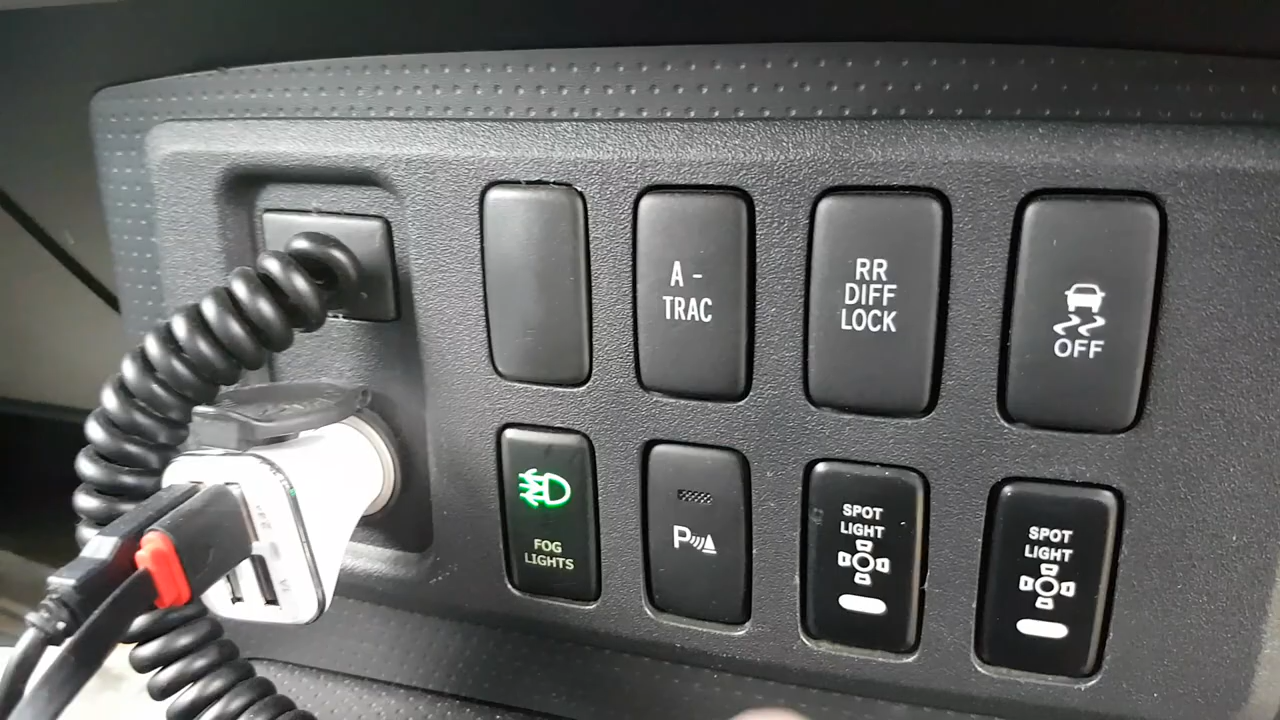 A -
TRAC
RR
DIFF
LOCK
OFF
FOG
LIGHTS
P
SPOT
LIGHT
SPOT
LIGHT